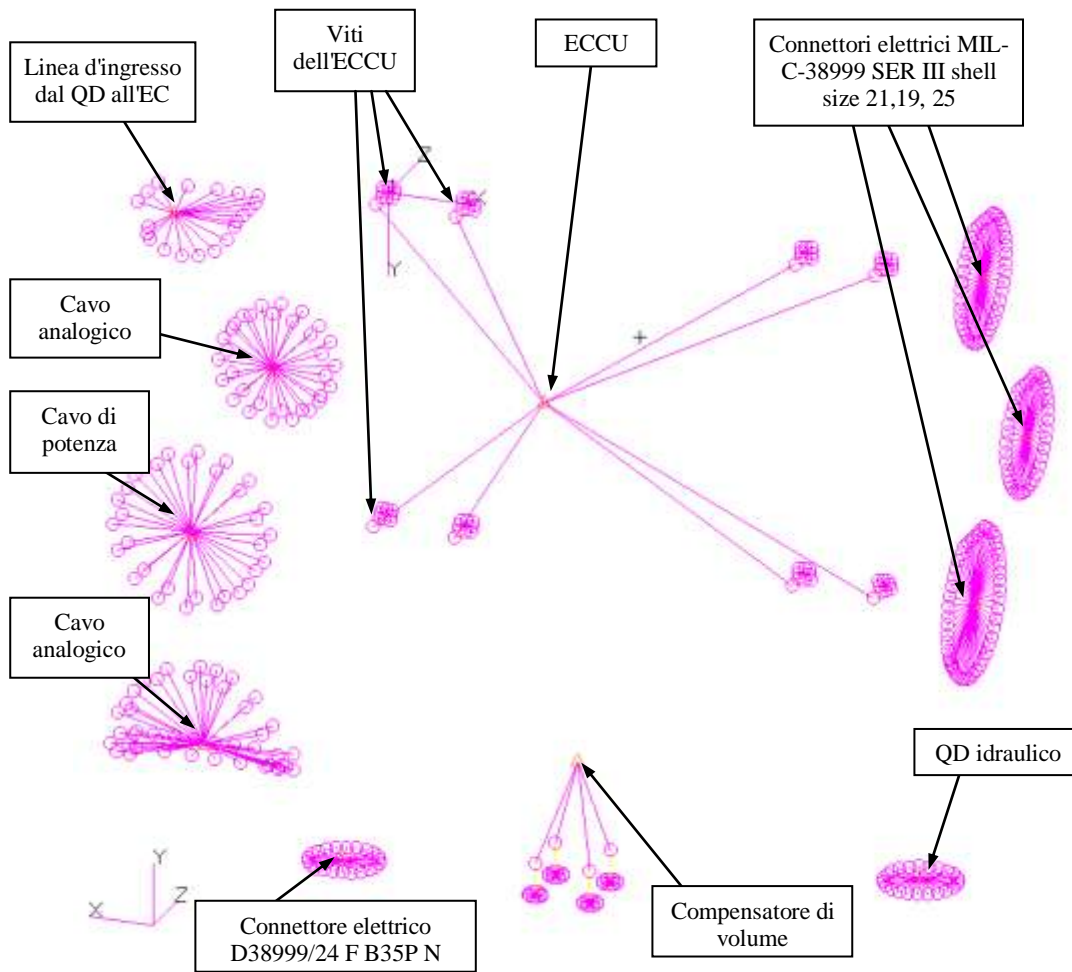 Linea d'ingresso
dal QD all'EC
Viti
dell'ECCU
ECCU
Connettori elettrici MIL-
C-38999 SER III shell
size 21,19, 25
Z
X
Y
Cavo
analogico
Cavo di
potenza
Cavo
analogico
QD idraulico
Y
Z
X
Connettore elettrico
D38999/24 F B35P N
Compensatore di
volume